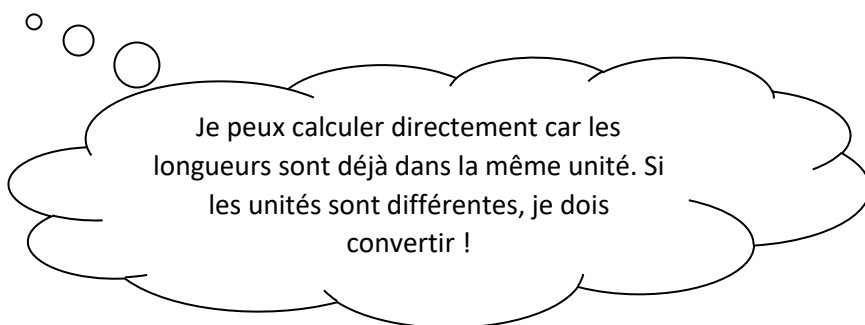 Je peux calculer directement car les
longueurs sont déjà dans la même unité. Si
les unités sont différentes, je dois
convertir !